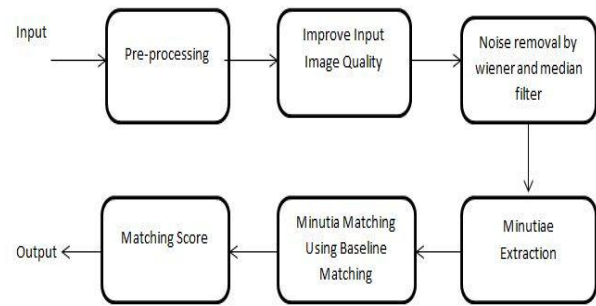 Input
Pre-processing
Improve Input
Image Quality
Noise removal by
wiener and median
filter
Minutiae
Extraction
Minutia Matching
Using Baseline
Matching
Matching Score
Output